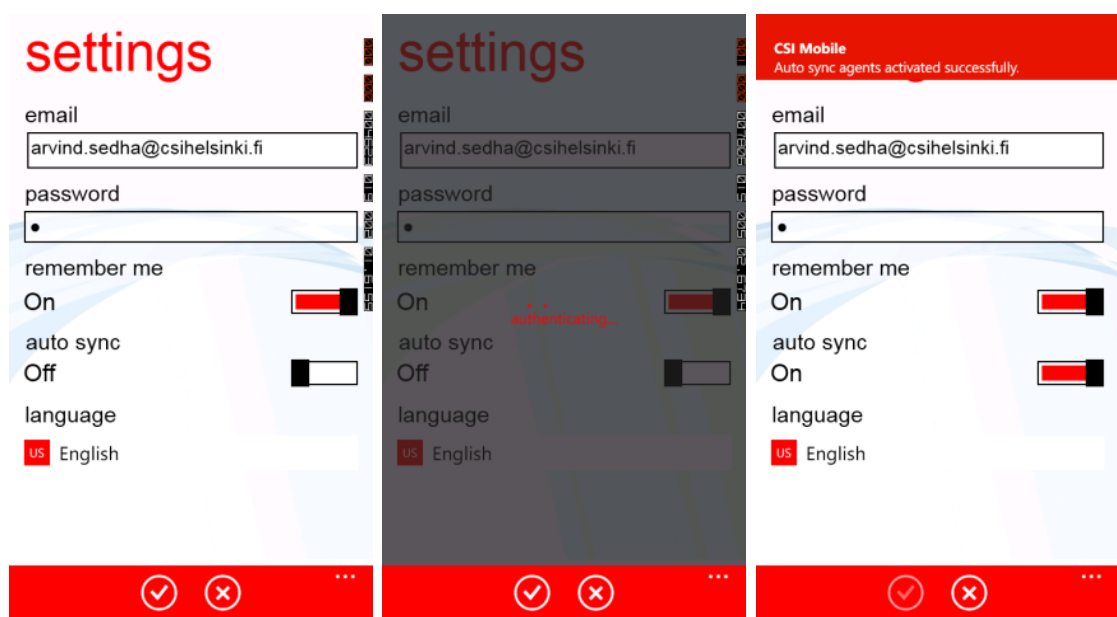 settings
email
arvind.sedha@csihelsinki.fi
password
remember me
On
auto sync
Off
language
US English
settings
email
arvind.sedha@csihelsinki.fi
password
remember me
On
authenticating...
auto sync
Off
language
US English
CSI Mobile
Auto sync agents activated successfully.
email
arvind.sedha@csihelsinki.fi
password
remember me
On
auto sync
On
language
US English